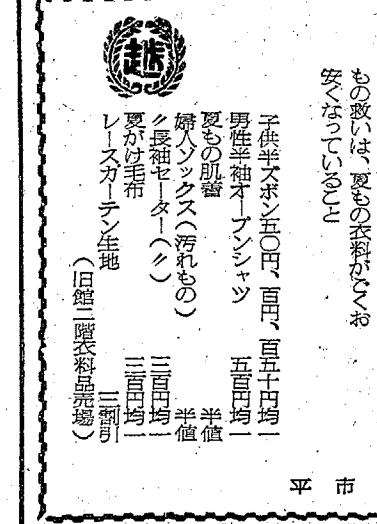 もの救いは、夏もの衣料がごくお
安くなっていること
平市
越
子供半ズボン五〇円、百円、百五十円均一
男性半袖オープンシャツ 五百円均一
夏もの肌着 半値
婦人ソックス(汚れもの) 半値
〃長袖セーター(〃) 三百円均一
夏がけ毛布 三百円均一
レースカーテン生地 三割引
(旧館二階衣料品売場)